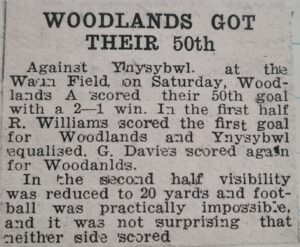 WOODLANDS GOT
THEIR 50th
Against Ynysybwl. at the
Waun Field, on Saturday, Wood-
lands A scored their 50th goal
with a 2—1 win. In the first half
R. Williams scored the first goal
for Woodlands and Ynysybwl
equalised. G. Davies scored again
for Woodanlds.
In the second half visibility
was reduced to 20 yards and foot-
ball was practically impossible,
and it was not surprising that
neither side scored